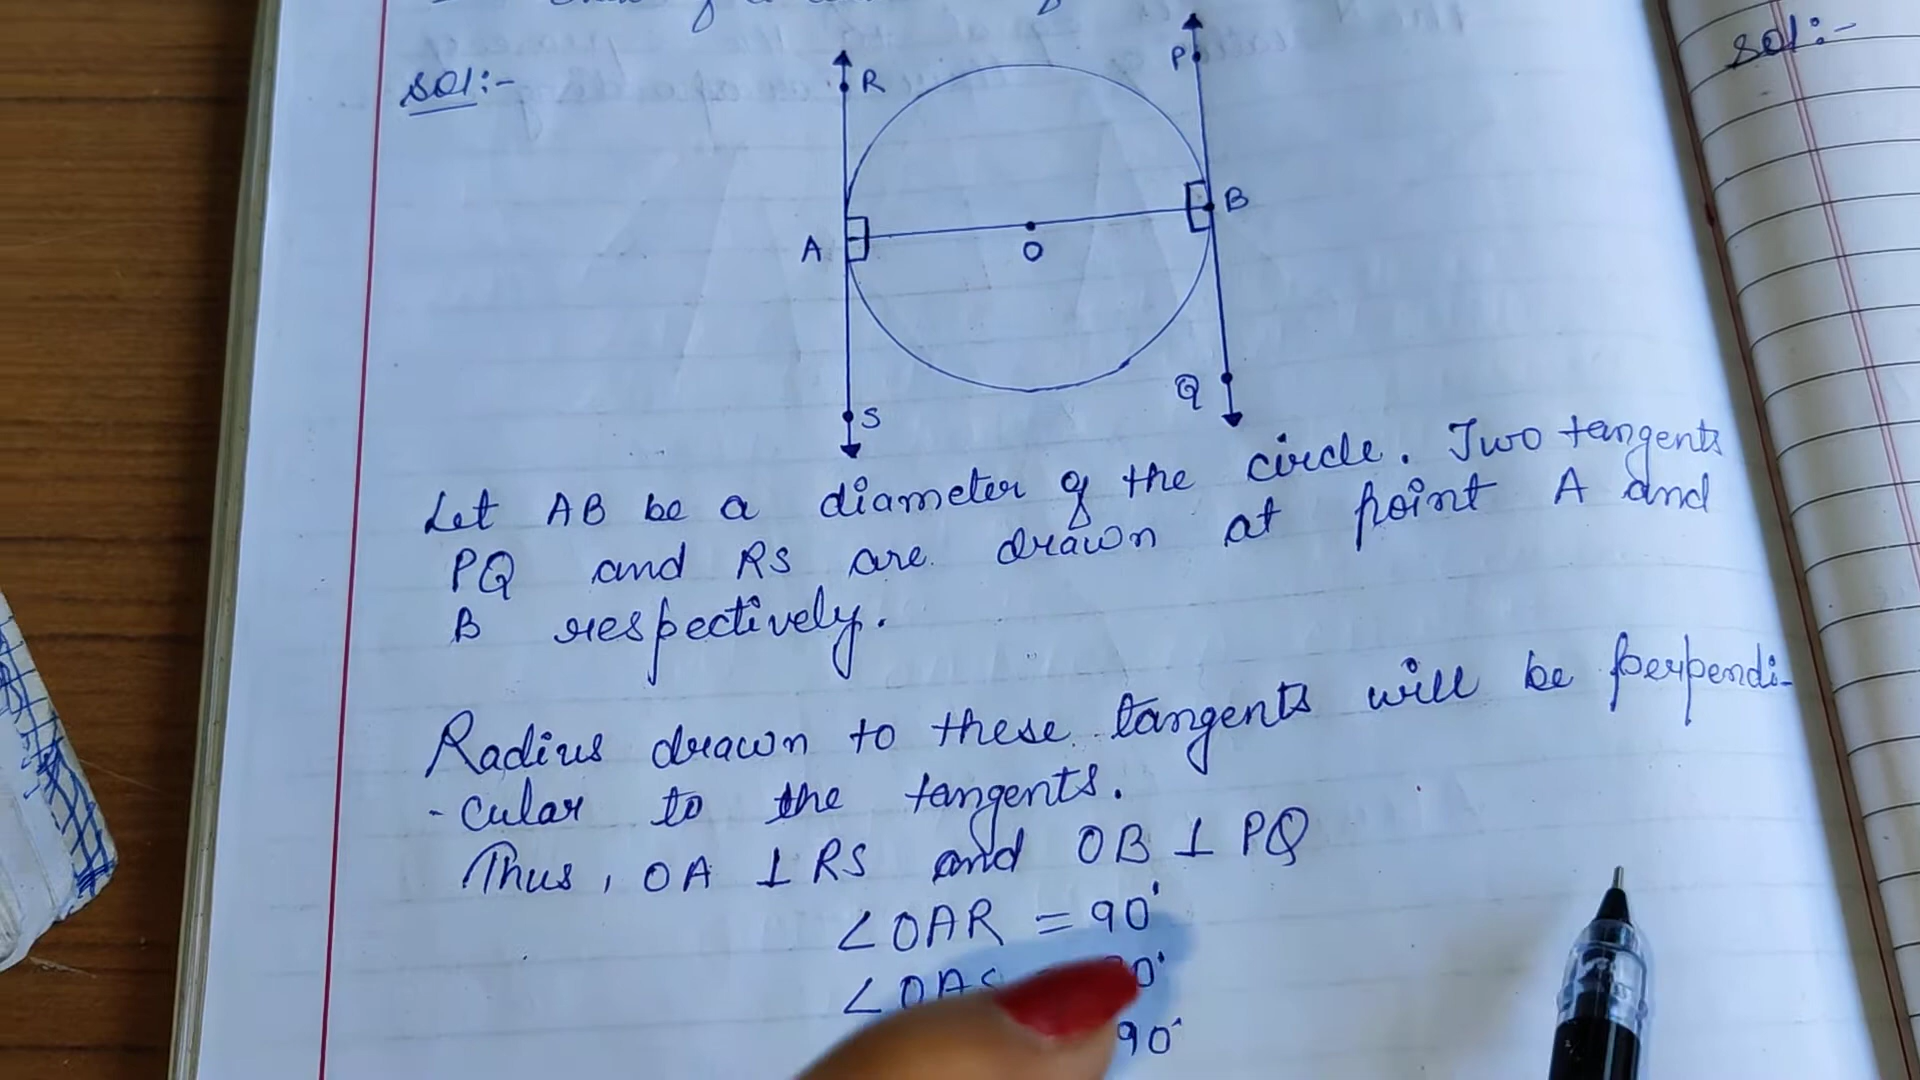 sol:-
sol:-
R
P
A
B
O
S
Q
Let AB be a diameter of the circle. Two tangents
PQ and RS are drawn at point A and
B respectively.
Radius drawn to these tangents will be perpendi-
-cular to the tangents.
Thus, OA ⊥ RS and OB ⊥ PQ
∠OAR = 90°
∠OAS 90°
90°